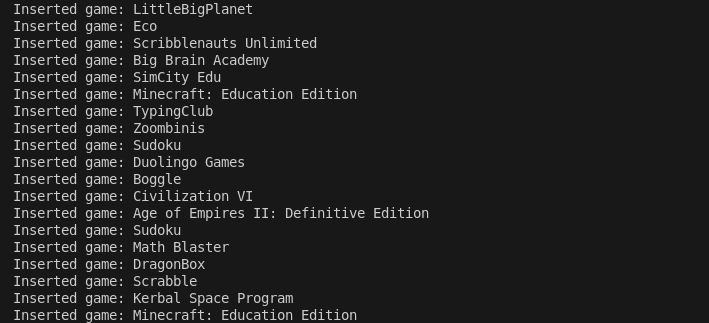 Inserted game: LittleBigPlanet
Inserted game: Eco
Inserted game: Scribblenauts Unlimited
Inserted game: Big Brain Academy
Inserted game: SimCity Edu
Inserted game: Minecraft: Education Edition
Inserted game: TypingClub
Inserted game: Zoombinis
Inserted game: Sudoku
Inserted game: Duolingo Games
Inserted game: Boggle
Inserted game: Civilization VI
Inserted game: Age of Empires II: Definitive Edition
Inserted game: Sudoku
Inserted game: Math Blaster
Inserted game: DragonBox
Inserted game: Scrabble
Inserted game: Kerbal Space Program
Inserted game: Minecraft: Education Edition